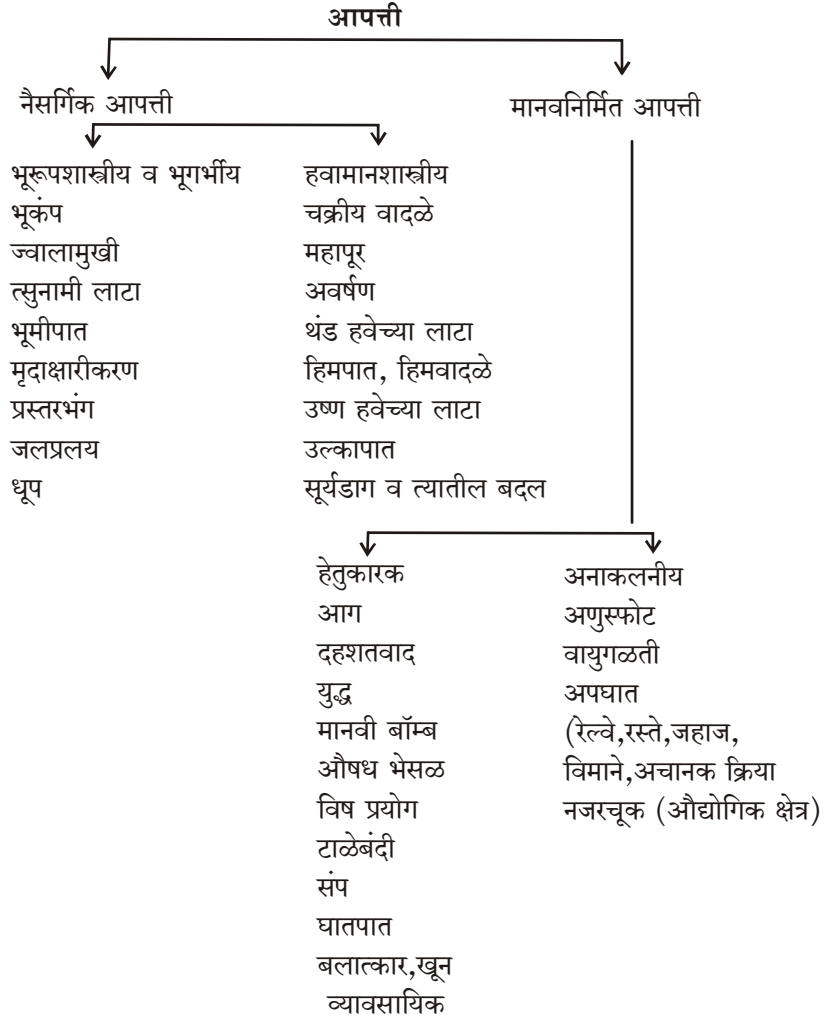 आपत्ती
नैसर्गिक आपत्ती
मानवनिर्मित आपत्ती
भूरूपशास्त्रीय व भूगर्भीय
भूकंप
ज्वालामुखी
त्सुनामी लाटा
भूमीपात
मृदाक्षारीकरण
प्रस्तरभंग
जलप्रलय
धूप
हवामानशास्त्रीय
चक्रीय वादळे
महापूर
अवर्षण
थंड हवेच्या लाटा
हिमपात, हिमवादळे
उष्ण हवेच्या लाटा
उल्कापात
सूर्यडाग व त्यातील बदल
हेतुकारक
आग
दहशतवाद
युद्ध
मानवी बॉम्ब
औषध भेसळ
विष प्रयोग
टाळेबंदी
संप
घातपात
बलात्कार,खून
व्यावसायिक
अनाकलनीय
अणुस्फोट
वायुगळती
अपघात
(रेल्वे,रस्ते,जहाज,
विमाने,अचानक क्रिया
नजरचूक (औद्योगिक क्षेत्र)